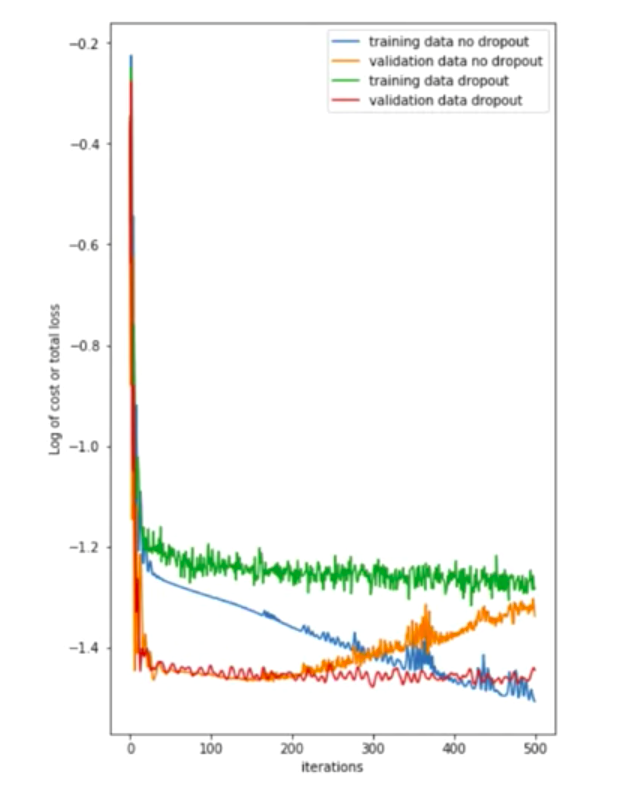 training data no dropout
validation data no dropout
training data dropout
validation data dropout
−0.2
−0.4
−0.6
−0.8
−1.0
−1.2
−1.4
Log of cost or total loss
0 100 200 300 400 500
iterations